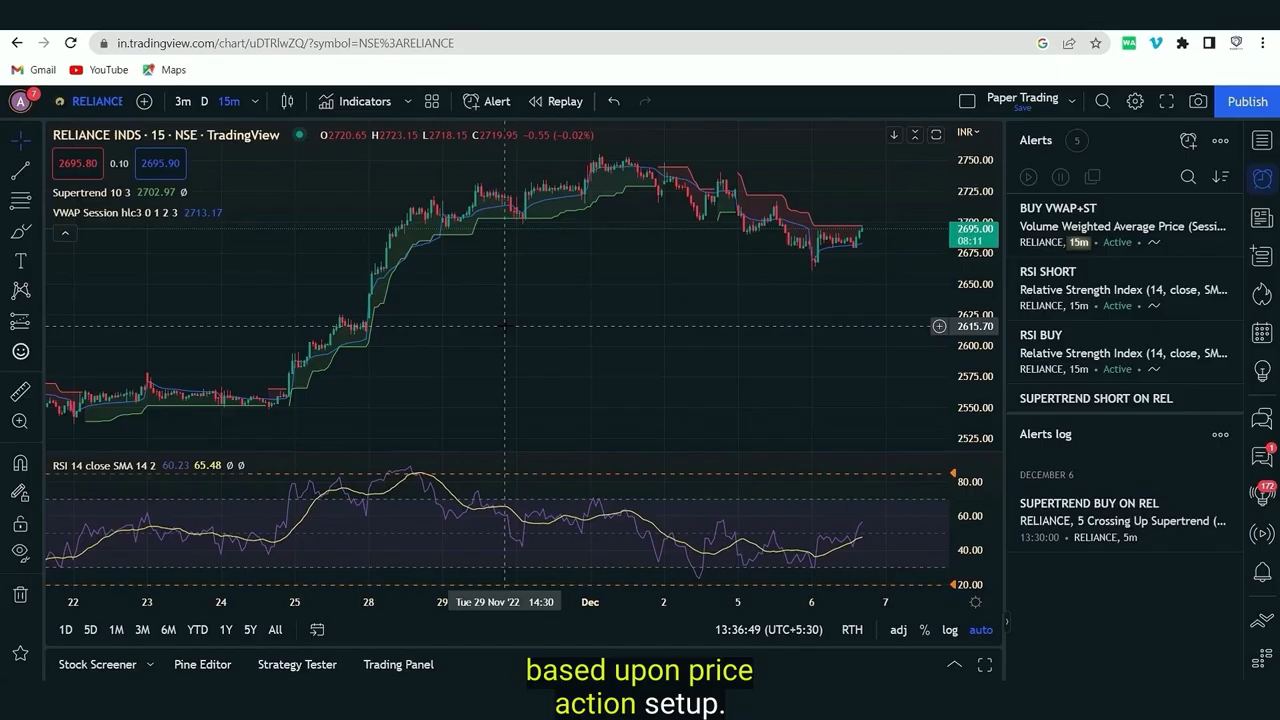 in.tradingview.com/chart/uDTRlwZQ/?symbol=NSE%3ARELIANCE
Gmail YouTube Maps
A 7 RELIANCE 3m D 15m Indicators Alert Replay Paper Trading Save Publish
RELIANCE INDS · 15 · NSE · TradingView O2720.65 H2723.15 L2718.15 C2719.95 -0.55 (-0.02%) INR
2695.80 0.10 2695.90
Supertrend 10 3 2702.97 Ø
VWAP Session hlc3 0 1 2 3 2713.17
2750.00
2725.00
2700.00
2695.00
08:11
2675.00
2650.00
2625.00
2615.70
2600.00
2575.00
2550.00
2525.00
RSI 14 close SMA 14 2 60.23 65.48 Ø Ø
80.00
60.00
40.00
20.00
22 23 24 25 28 29 Tue 29 Nov '22 14:30 Dec 2 5 6 7
1D 5D 1M 3M 6M YTD 1Y 5Y All 13:36:49 (UTC+5:30) RTH adj % log auto
Stock Screener Pine Editor Strategy Tester Trading Panel
Alerts 5
BUY VWAP+ST
Volume Weighted Average Price (Sessi...
RELIANCE, 15m • Active •
RSI SHORT
Relative Strength Index (14, close, SM...
RELIANCE, 15m • Active •
RSI BUY
Relative Strength Index (14, close, SM...
RELIANCE, 15m • Active •
SUPERTREND SHORT ON REL
Alerts log
DECEMBER 6
SUPERTREND BUY ON REL
RELIANCE, 5 Crossing Up Supertrend (...
13:30:00 • RELIANCE, 5m
1
172
based upon price
action setup.